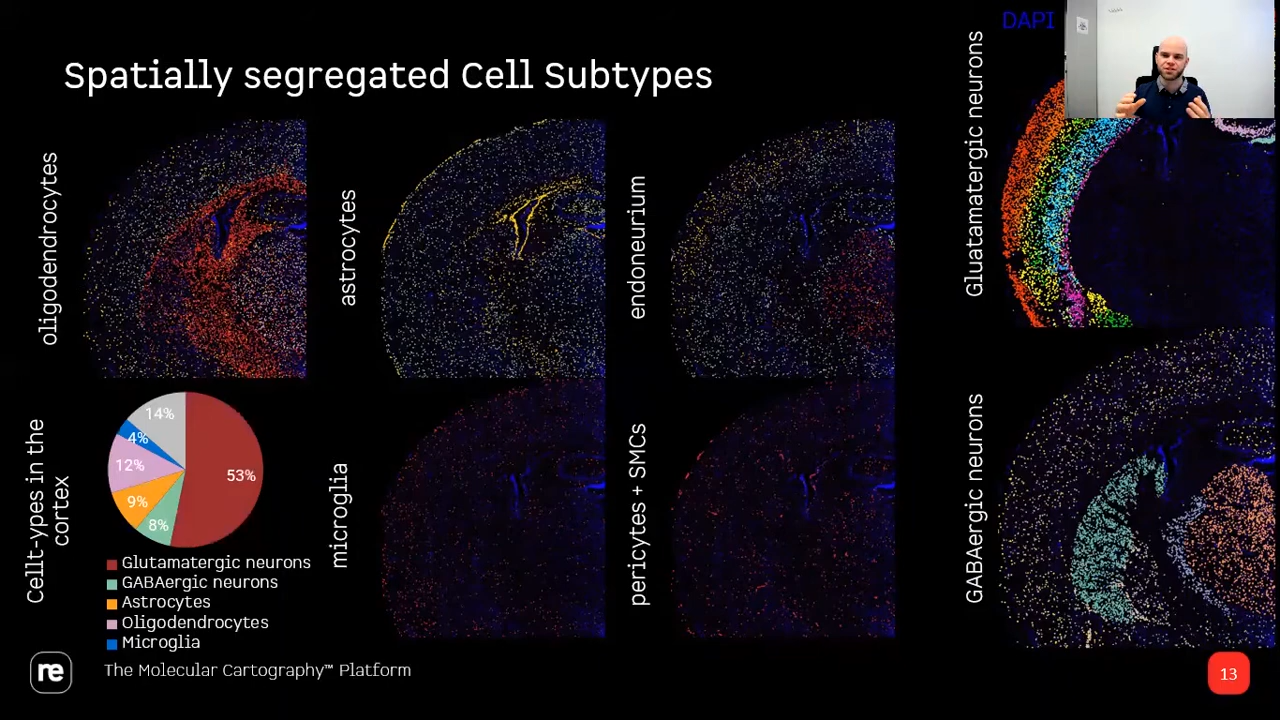 DAPI
Spatially segregated Cell Subtypes
oligodendrocytes
astrocytes
endoneurium
Gluatamatergic neurons
Cellt-ypes in the
cortex
14%
4%
12%
53%
9%
8%
Glutamatergic neurons
GABAergic neurons
Astrocytes
Oligodendrocytes
Microglia
microglia
pericytes + SMCs
GABAergic neurons
re
The Molecular Cartography™ Platform
13